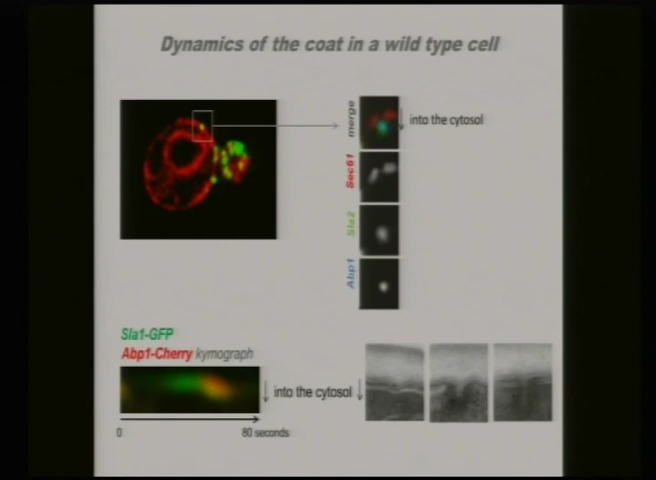 Dynamics of the coat in a wild type cell
merge
into the cytosol
Sec61
Sla2
Abp1
Sla1-GFP
Abp1-Cherry kymograph
into the cytosol
0
80 seconds